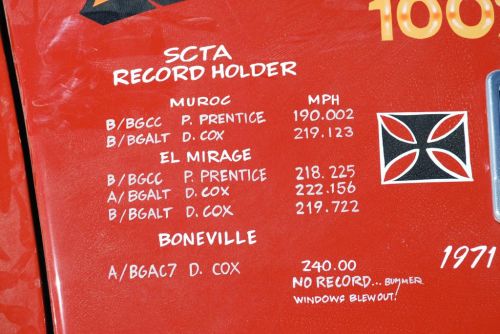 100
SCTA
RECORD HOLDER
MUROC MPH
B/BGCC P. PRENTICE 190.002
B/BGALT D. COX 219.123
EL MIRAGE
B/BGCC P. PRENTICE 218.225
A/BGALT D. COX 222.156
B/BGALT D. COX 219.722
BONEVILLE
1971
A/BGAC7 D. COX 240.00
NO RECORD... BUMMER
WINDOWS BLEW OUT!